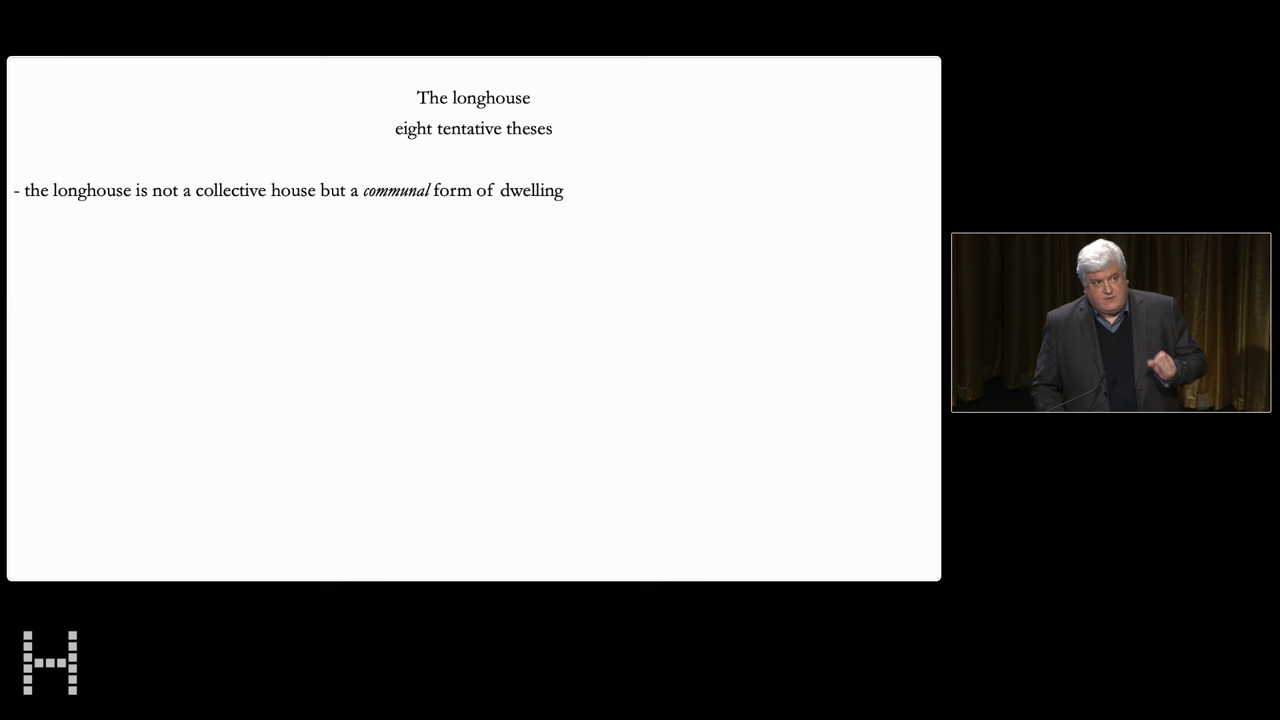 The longhouse
eight tentative theses
- the longhouse is not a collective house but a communal form of dwelling
H